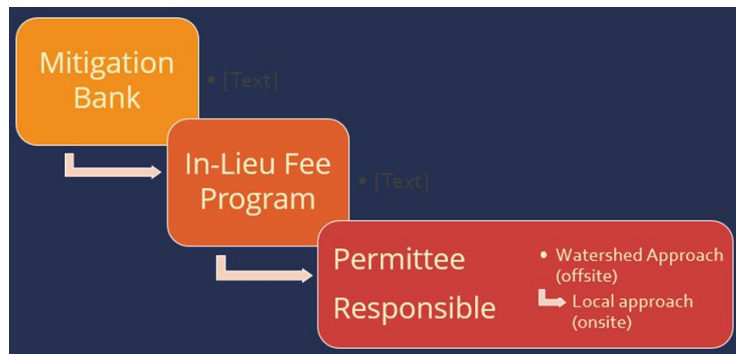 Mitigation
Bank
• [Text]
In-Lieu Fee
Program
• [Text]
Permittee
Responsible
• Watershed Approach
(offsite)
Local approach
(onsite)